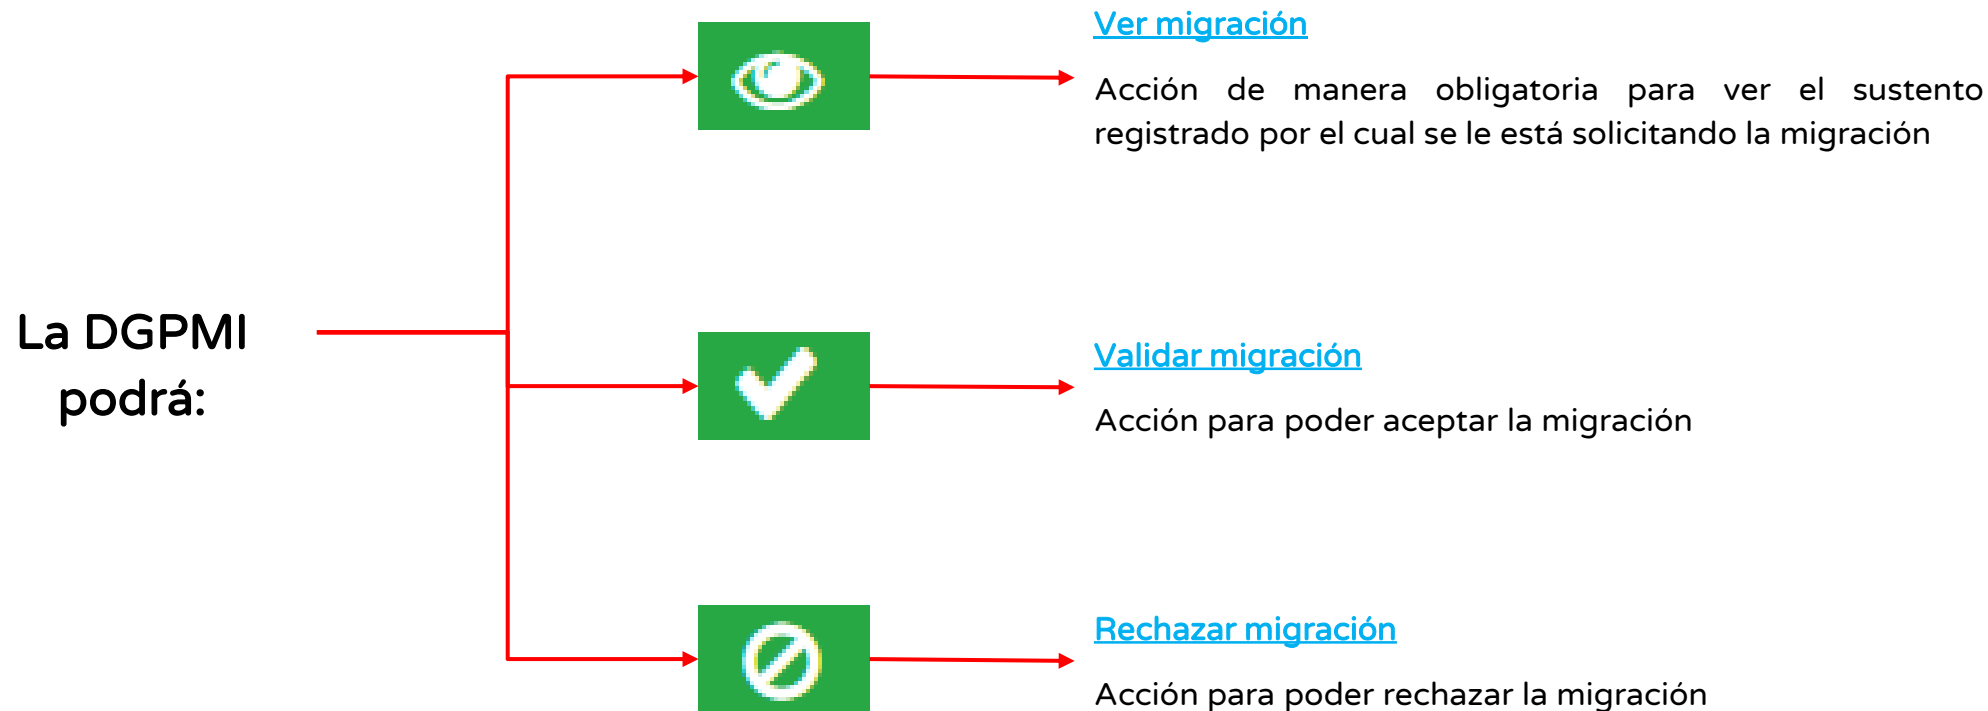 La DGPMI
podrá:
Ver migración
Acción de manera obligatoria para ver el sustento
registrado por el cual se le está solicitando la migración
Validar migración
Acción para poder aceptar la migración
Rechazar migración
Acción para poder rechazar la migración